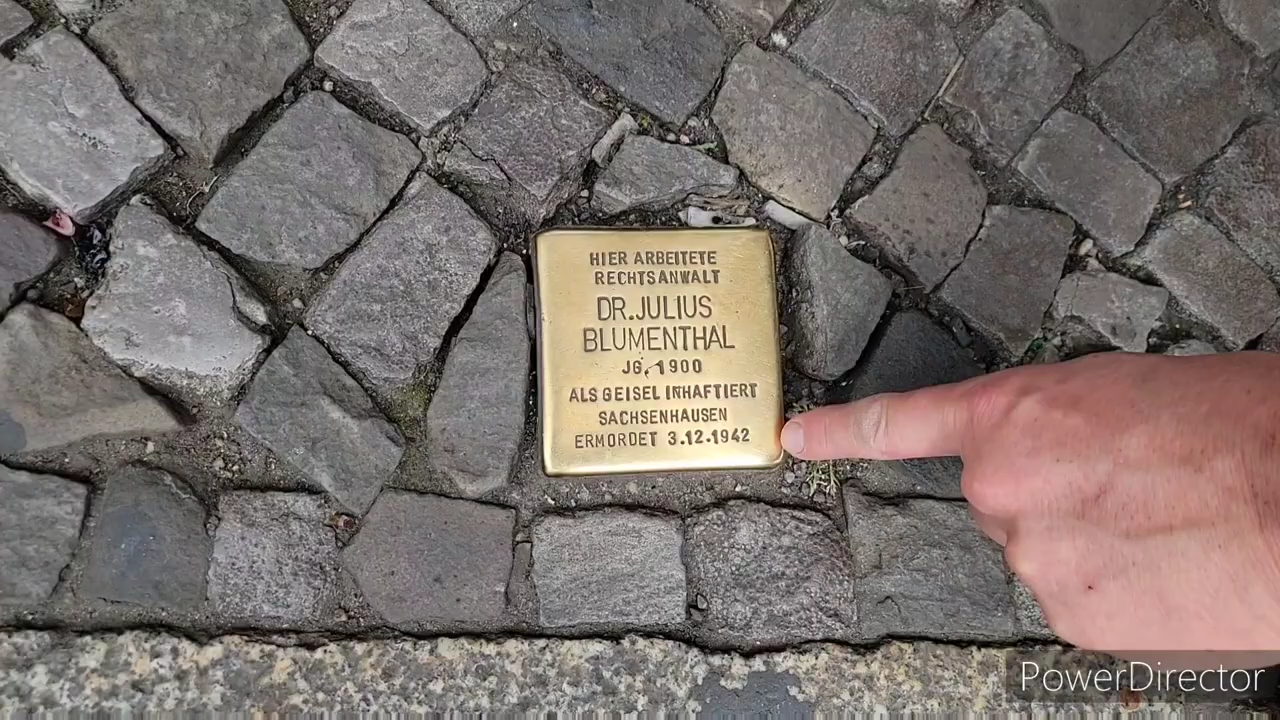 HIER ARBEITETE
RECHTSANWALT
DR. JULIUS
BLUMENTHAL
JG. 1900
ALS GEISEL INHAFTIERT
SACHSENHAUSEN
ERMORDET 3.12.1942
PowerDirector